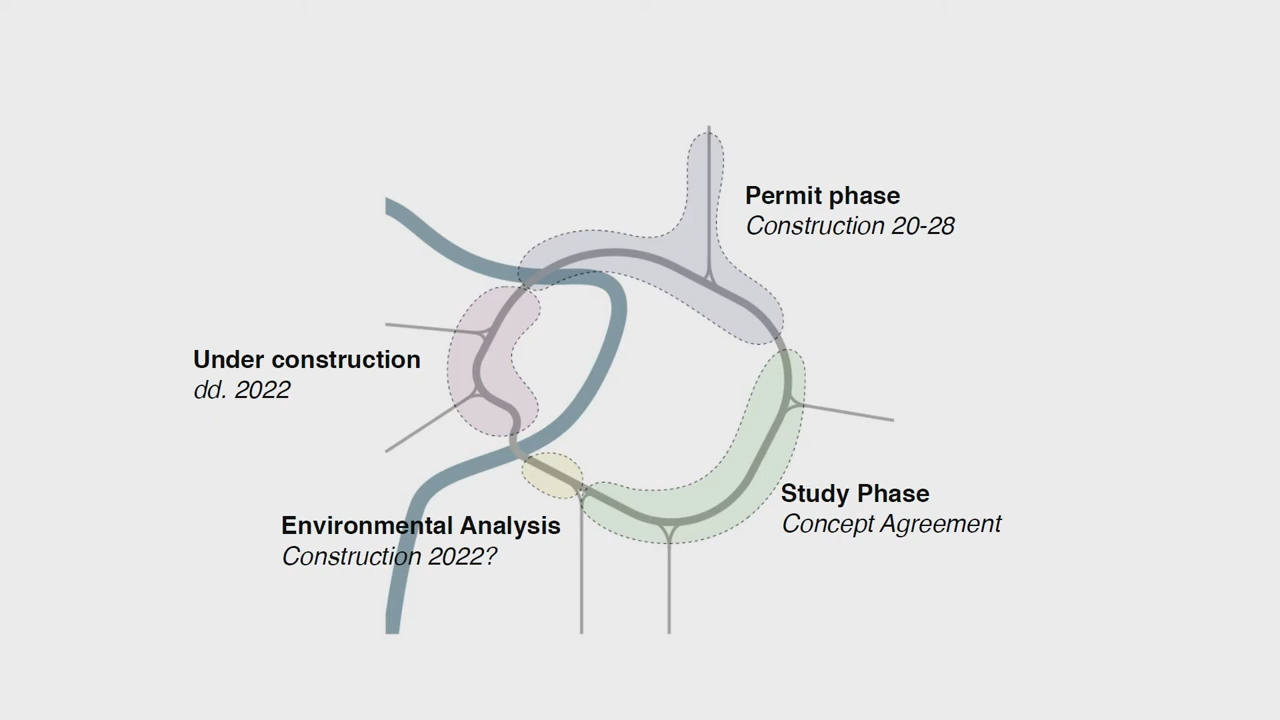 Permit phase
Construction 20-28
Under construction
dd. 2022
Study Phase
Concept Agreement
Environmental Analysis
Construction 2022?